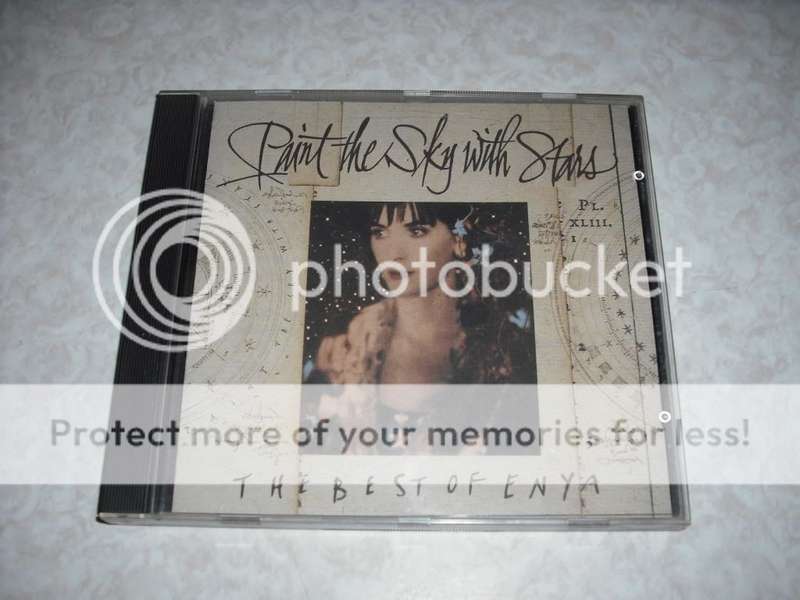 Paint the Sky with Stars
PL.
XLIII.
photobucket
Protect more of your memories for less!
THE BEST OF ENYA